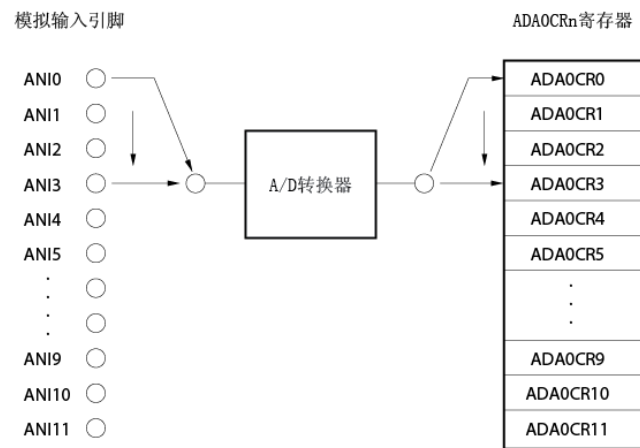 模拟输入引脚
ADA0CRn寄存器
ANI0
ADA0CR0
ANI1
ADA0CR1
ANI2
ADA0CR2
ANI3
A/D转换器
ADA0CR3
ANI4
ADA0CR4
ANI5
ADA0CR5
ANI9
ADA0CR9
ANI10
ADA0CR10
ANI11
ADA0CR11